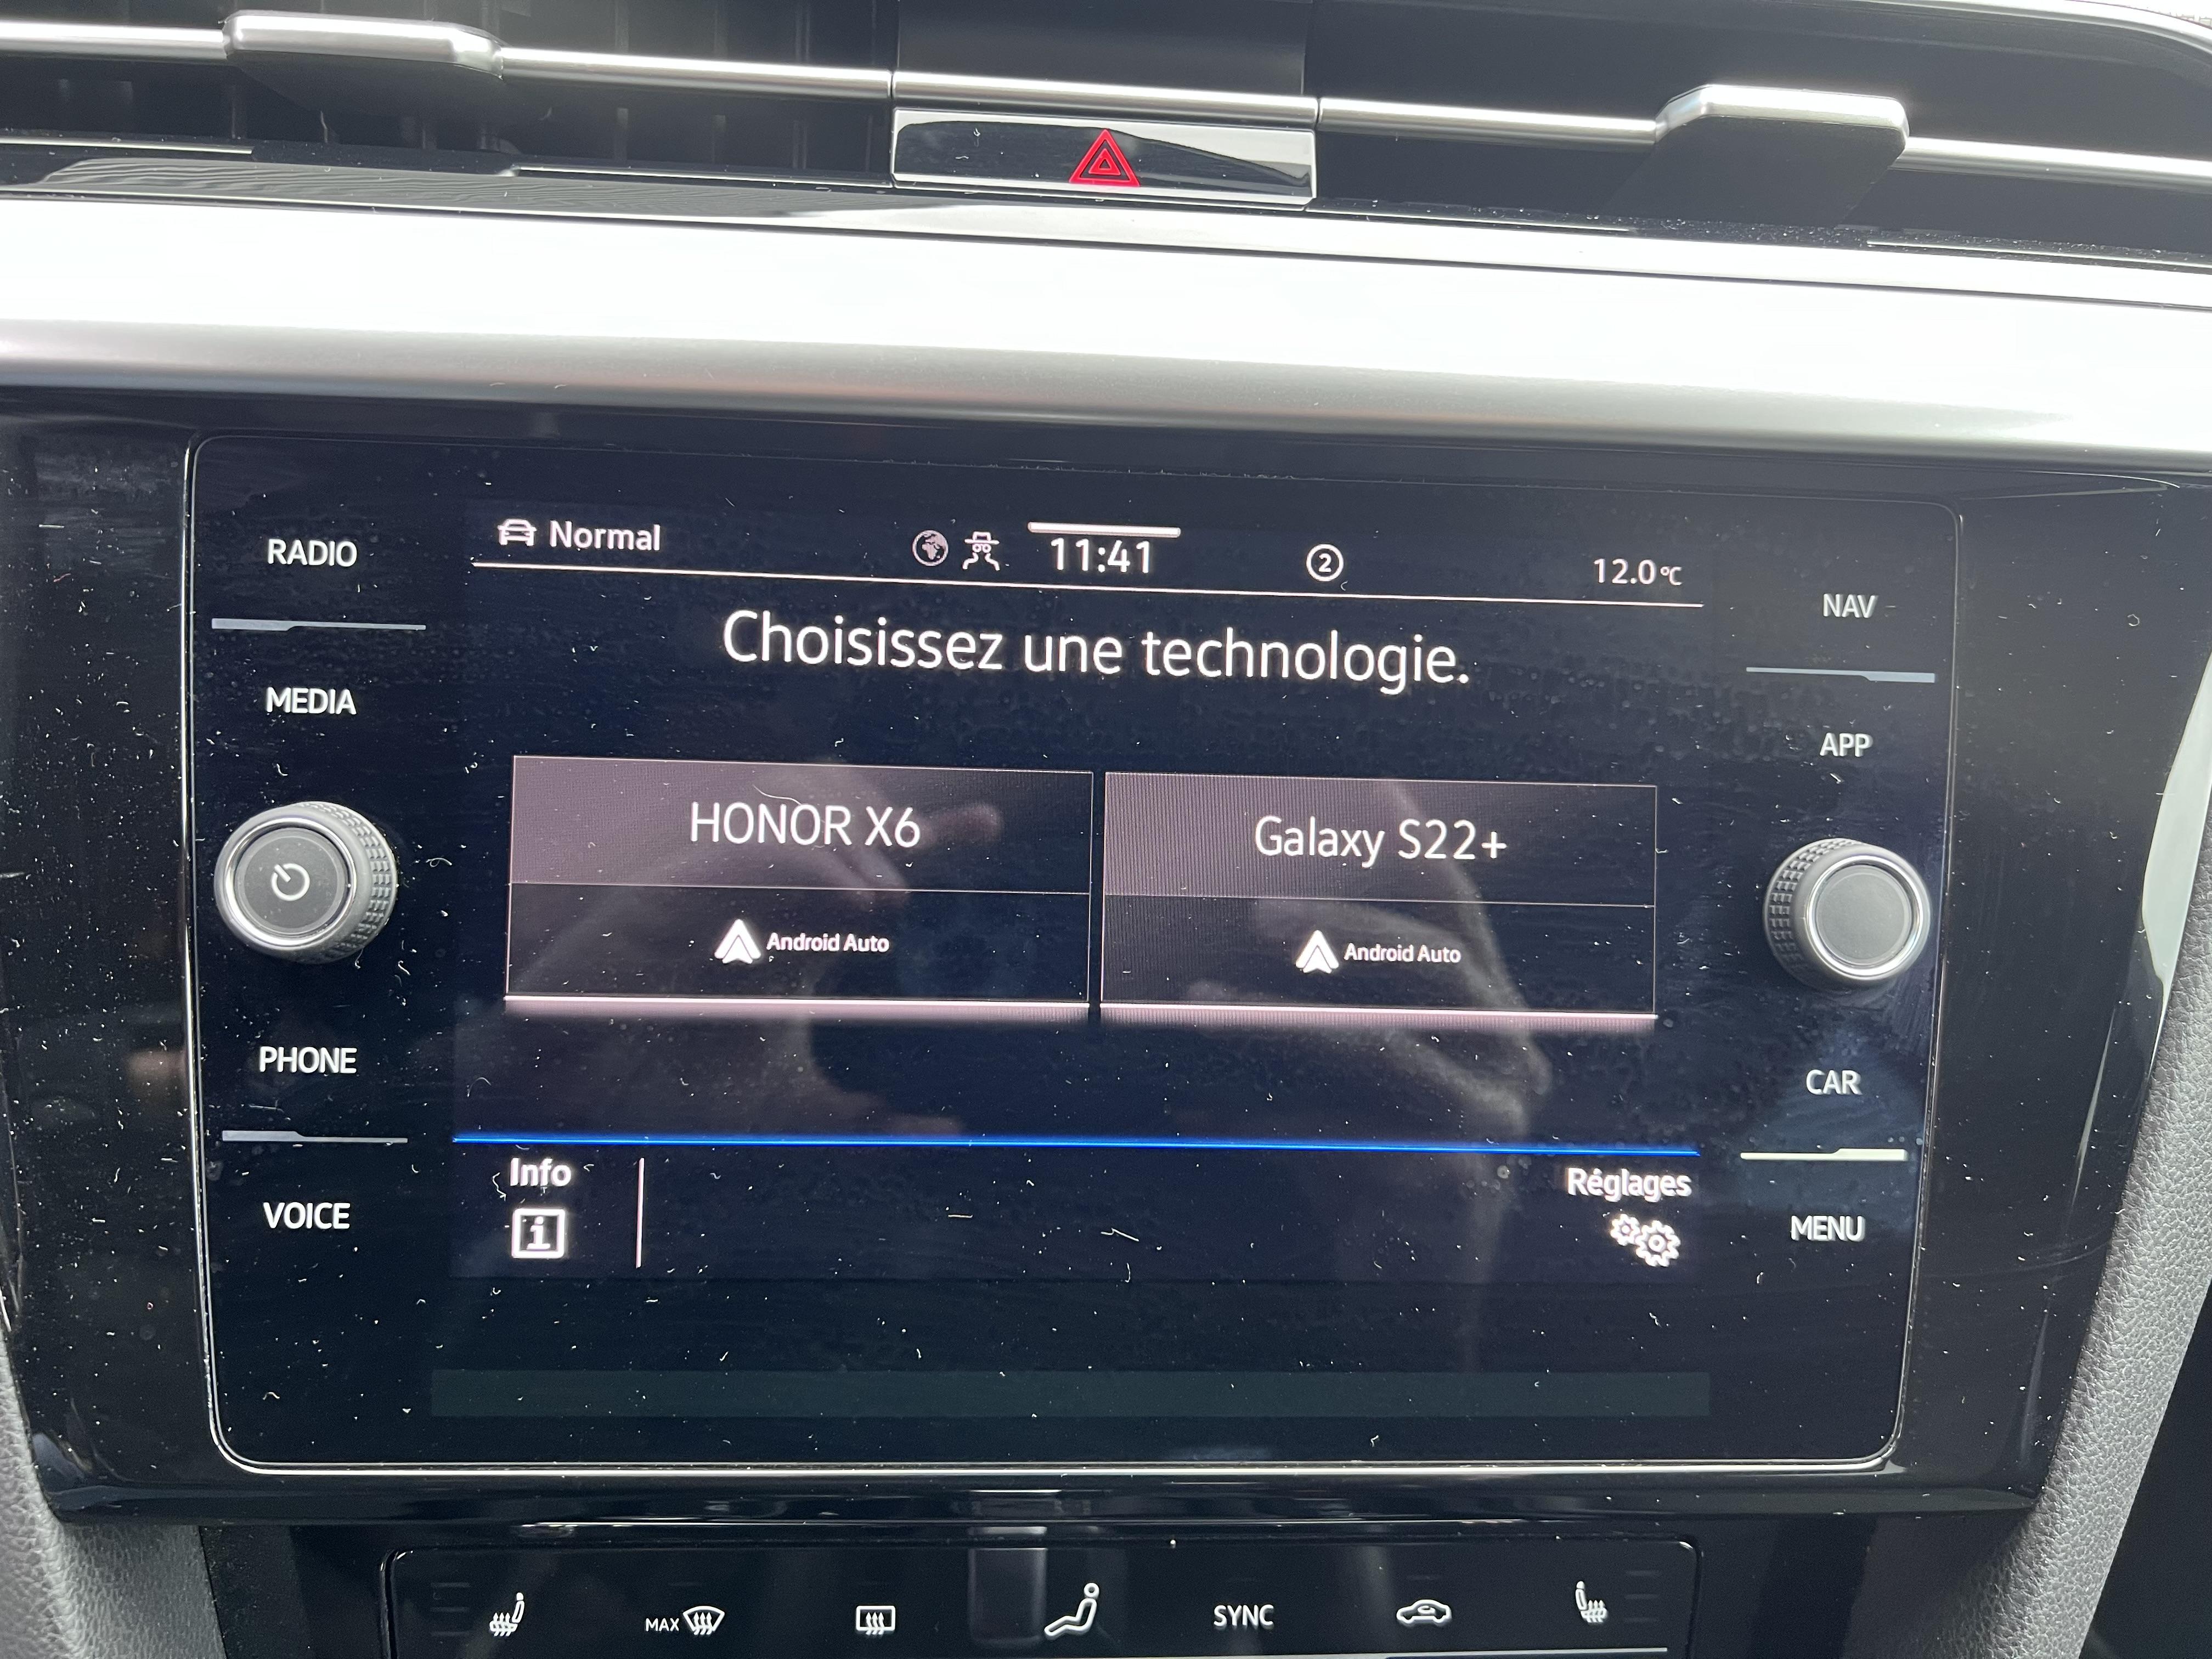 RADIO
MEDIA
PHONE
VOICE
Normal
11:41
2
12.0°C
Choisissez une technologie.
HONOR X6
Android Auto
Galaxy S22+
Android Auto
Info
i
Réglages
NAV
APP
CAR
MENU
MAX
SYNC